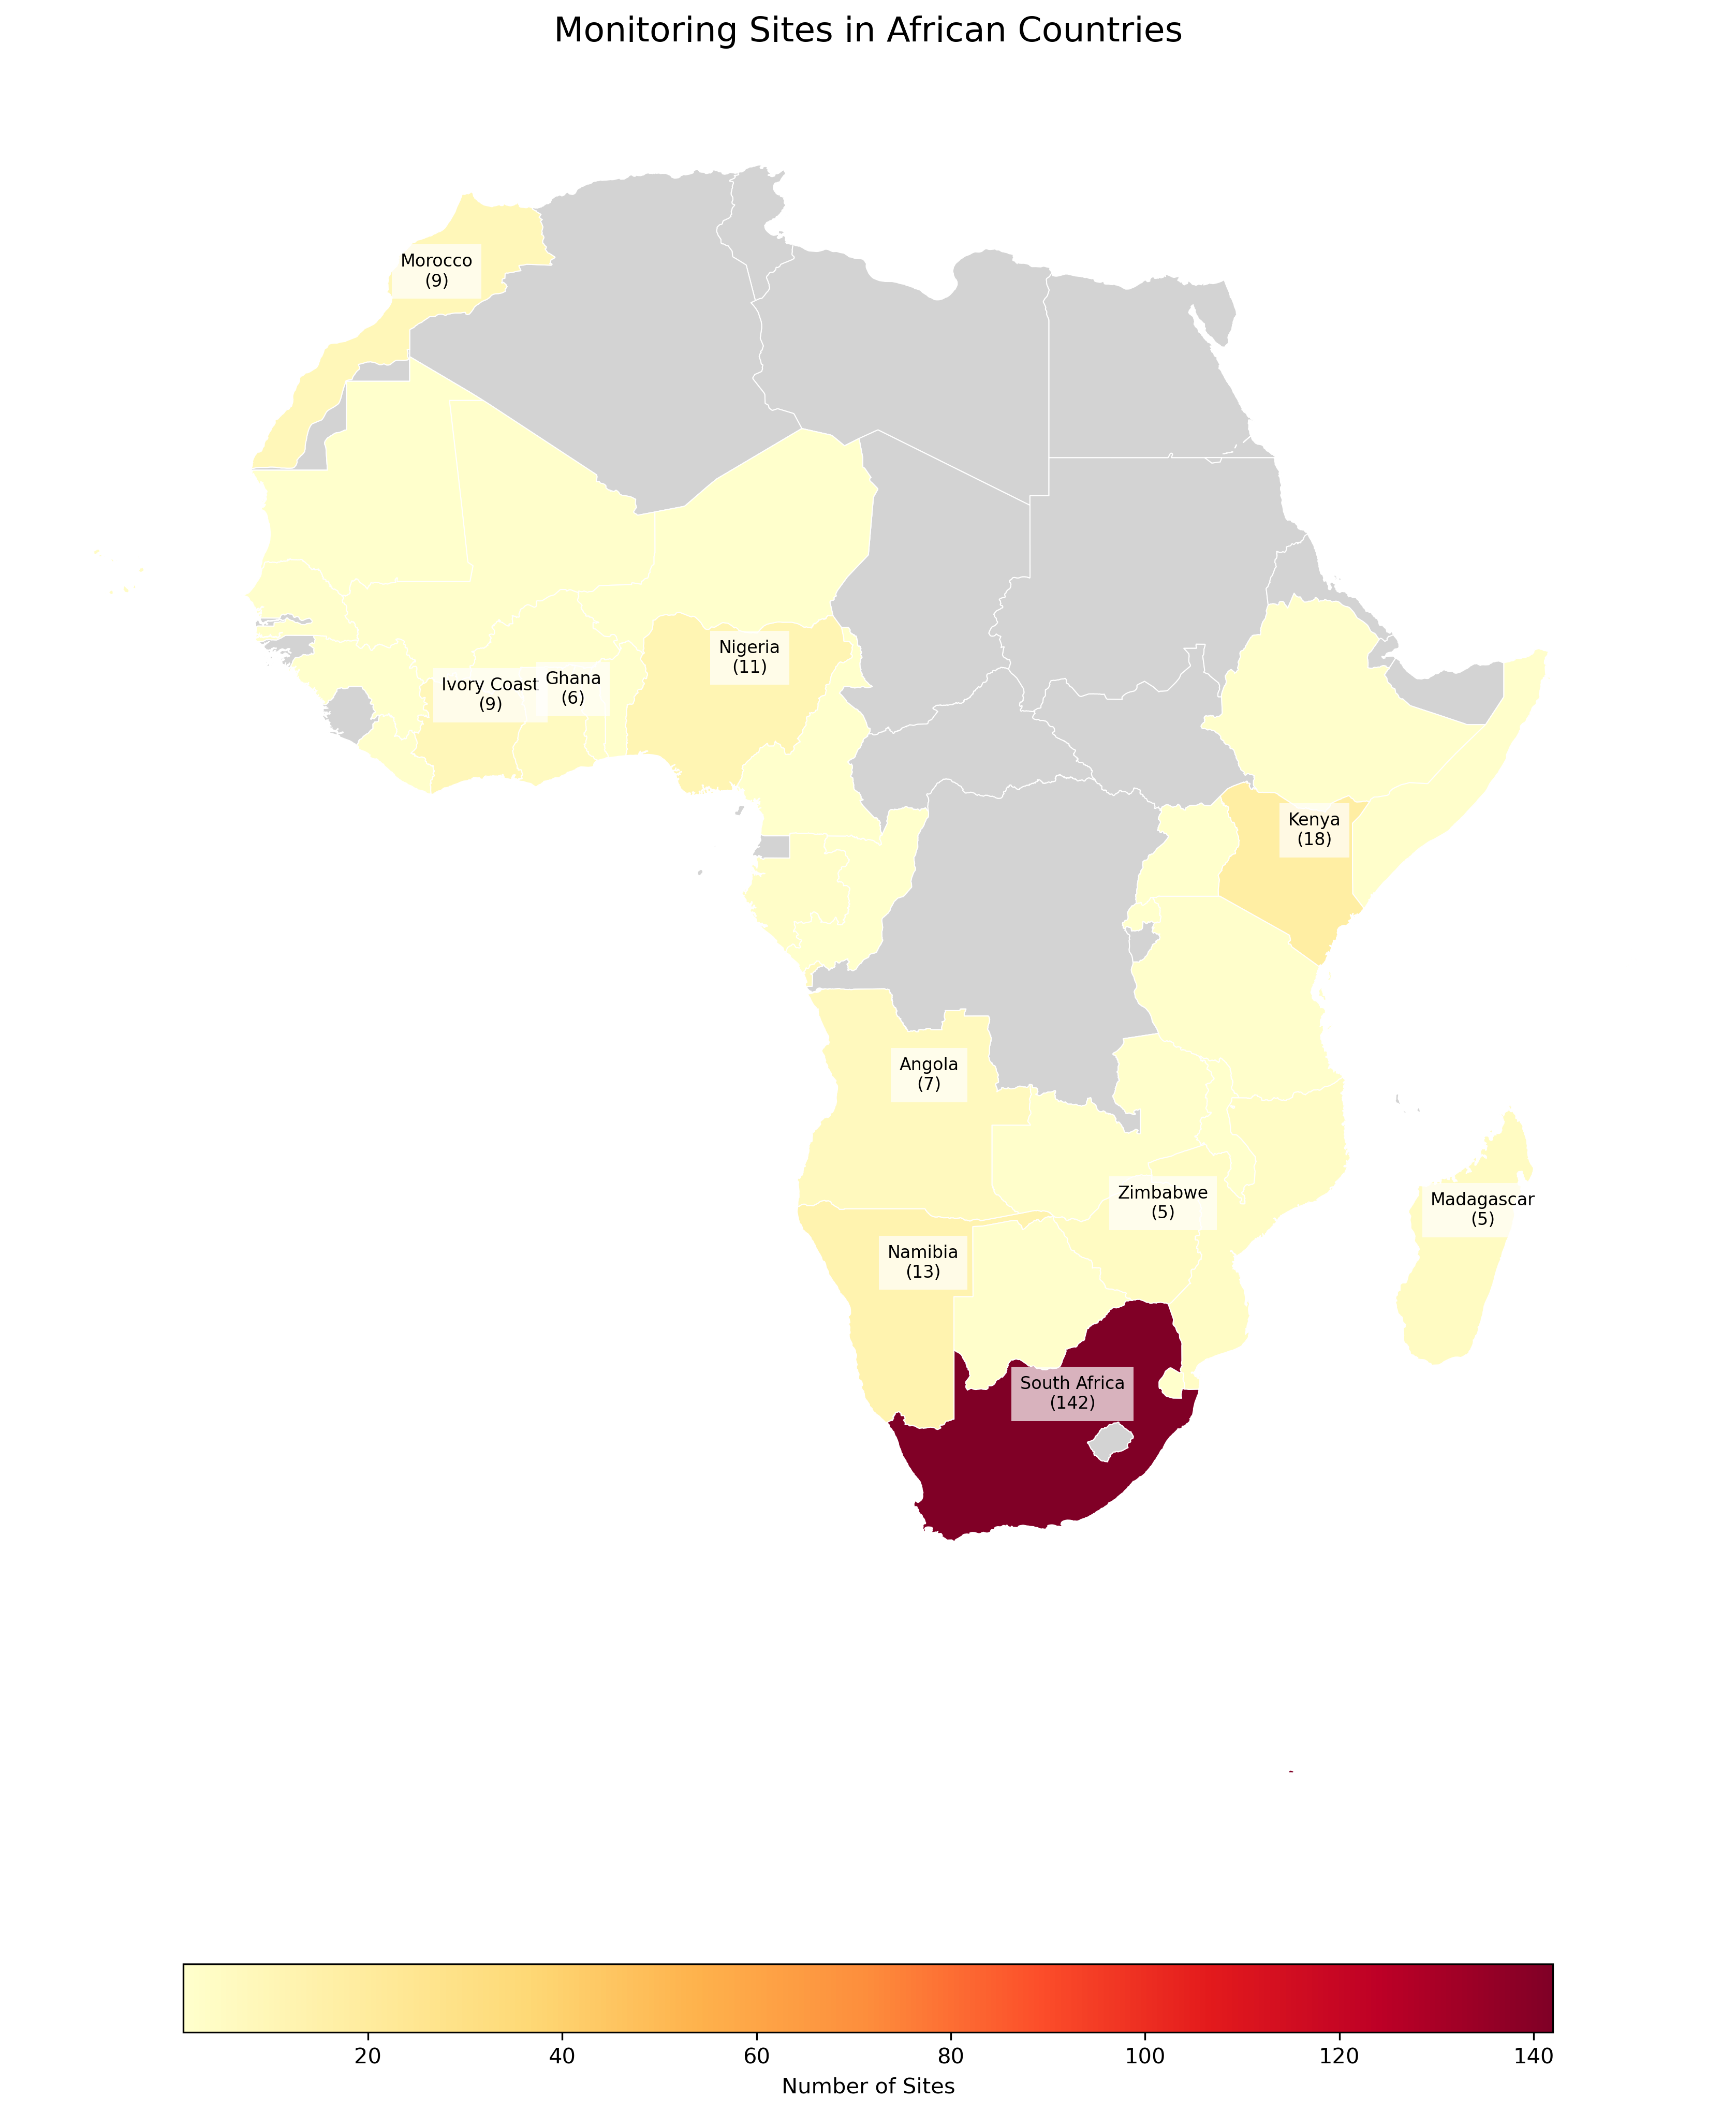 Monitoring Sites in African Countries
Morocco
(9)
Nigeria
(11)
Ivory Coast
(9)
Ghana
(6)
Kenya
(18)
Angola
(7)
Zimbabwe
(5)
Madagascar
(5)
Namibia
(13)
South Africa
(142)
20 40 60 80 100 120 140
Number of Sites